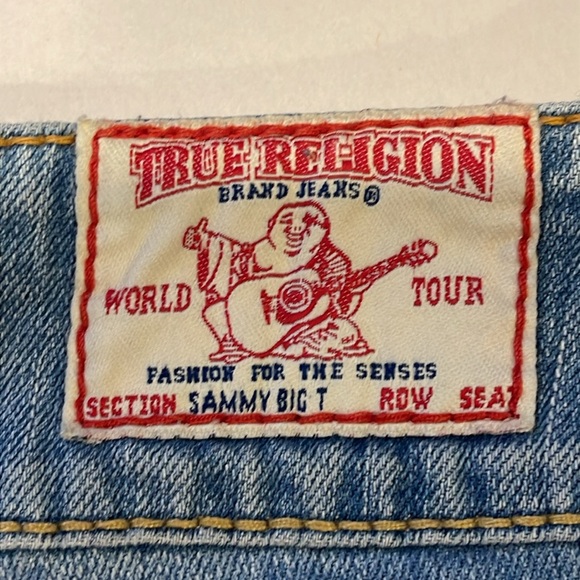 TRUE RELIGION
BRAND JEANS®
WORLD TOUR
FASHION FOR THE SENSES
SECTION SAMMY BIG T ROW SEAT